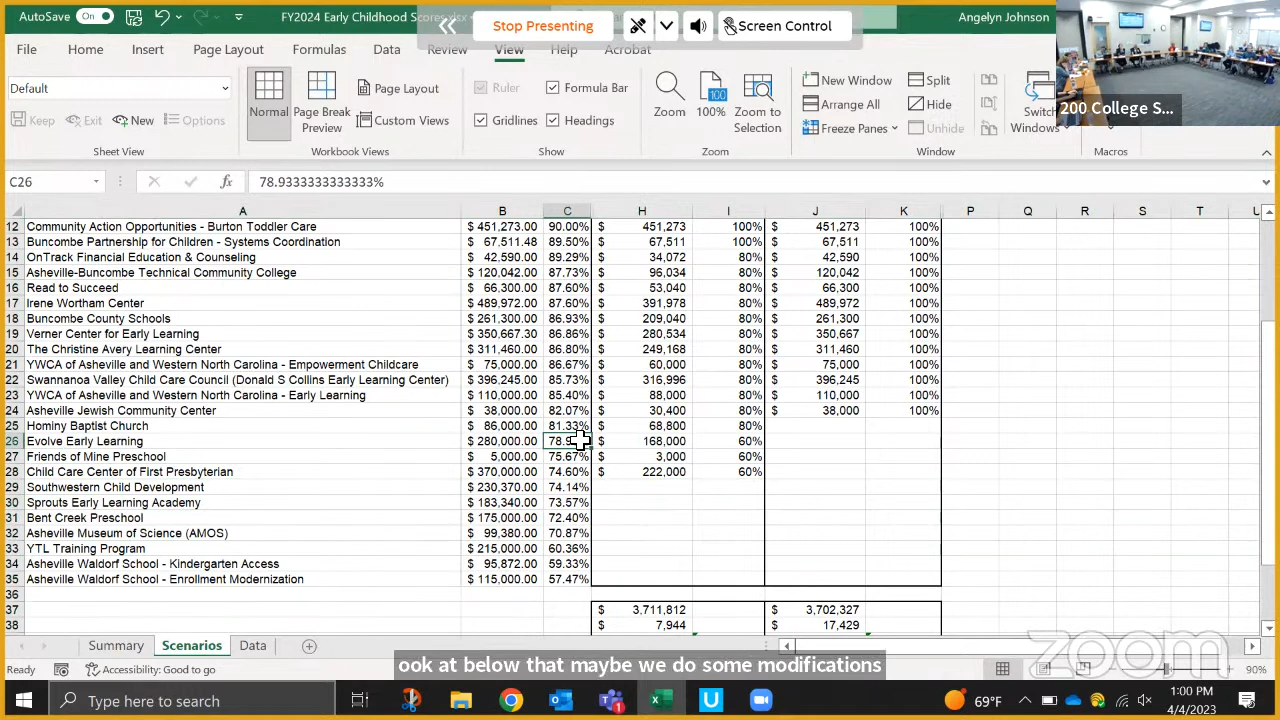 AutoSave On FY2024 Early Childhood Scores.xlsx Angelyn Johnson
Stop Presenting Screen Control
File Home Insert Page Layout Formulas Data Review View Help Acrobat
Default
Keep Exit New Options
Normal Page Break Preview Page Layout Custom Views
Ruler Formula Bar Gridlines Headings
Zoom 100% Zoom to Selection
New Window Arrange All Freeze Panes Split Hide Unhide Switch Windows
200 College S...
Sheet View Workbook Views Show Zoom Window Macros
C26 fx 78.9333333333333%
A B C H I J K P Q R S T U
12 Community Action Opportunities - Burton Toddler Care $ 451,273.00 90.00% $ 451,273 100% $ 451,273 100%
13 Buncombe Partnership for Children - Systems Coordination $ 67,511.48 89.50% $ 67,511 100% $ 67,511 100%
14 OnTrack Financial Education & Counseling $ 42,590.00 89.29% $ 34,072 80% $ 42,590 100%
15 Asheville-Buncombe Technical Community College $ 120,042.00 87.73% $ 96,034 80% $ 120,042 100%
16 Read to Succeed $ 66,300.00 87.60% $ 53,040 80% $ 66,300 100%
17 Irene Wortham Center $ 489,972.00 87.60% $ 391,978 80% $ 489,972 100%
18 Buncombe County Schools $ 261,300.00 86.93% $ 209,040 80% $ 261,300 100%
19 Verner Center for Early Learning $ 350,667.30 86.86% $ 280,534 80% $ 350,667 100%
20 The Christine Avery Learning Center $ 311,460.00 86.80% $ 249,168 80% $ 311,460 100%
21 YWCA of Asheville and Western North Carolina - Empowerment Childcare $ 75,000.00 86.67% $ 60,000 80% $ 75,000 100%
22 Swannanoa Valley Child Care Council (Donald S Collins Early Learning Center) $ 396,245.00 85.73% $ 316,996 80% $ 396,245 100%
23 YWCA of Asheville and Western North Carolina - Early Learning $ 110,000.00 85.40% $ 88,000 80% $ 110,000 100%
24 Asheville Jewish Community Center $ 38,000.00 82.07% $ 30,400 80% $ 38,000 100%
25 Hominy Baptist Church $ 86,000.00 81.33% $ 68,800 80%
26 Evolve Early Learning $ 280,000.00 78.9 $ 168,000 60%
27 Friends of Mine Preschool $ 5,000.00 75.67% $ 3,000 60%
28 Child Care Center of First Presbyterian $ 370,000.00 74.60% $ 222,000 60%
29 Southwestern Child Development $ 230,370.00 74.14%
30 Sprouts Early Learning Academy $ 183,340.00 73.57%
31 Bent Creek Preschool $ 175,000.00 72.40%
32 Asheville Museum of Science (AMOS) $ 99,380.00 70.87%
33 YTL Training Program $ 215,000.00 60.36%
34 Asheville Waldorf School - Kindergarten Access $ 95,872.00 59.33%
35 Asheville Waldorf School - Enrollment Modernization $ 115,000.00 57.47%
36
37 $ 3,711,812 $ 3,702,327
38 $ 7,944 $ 17,429
Summary Scenarios Data
zoom
Ready Accessibility: Good to go 90%
ook at below that maybe we do some modifications
Type here to search 69°F 1:00 PM
4/4/2023